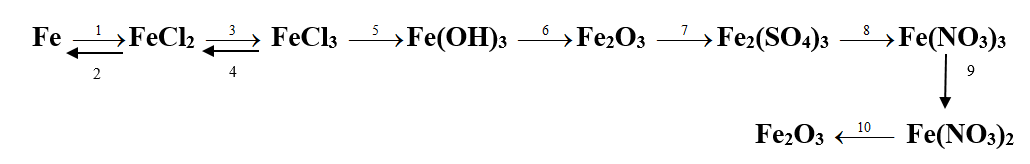 1 3 5 6 7 8
Fe ⟶ FeCl₂ ⟶ FeCl₃ ⟶ Fe(OH)₃ ⟶ Fe₂O₃ ⟶ Fe₂(SO₄)₃ ⟶ Fe(NO₃)₃
2 4 9
Fe₂O₃ ⟵ 10 Fe(NO₃)₂